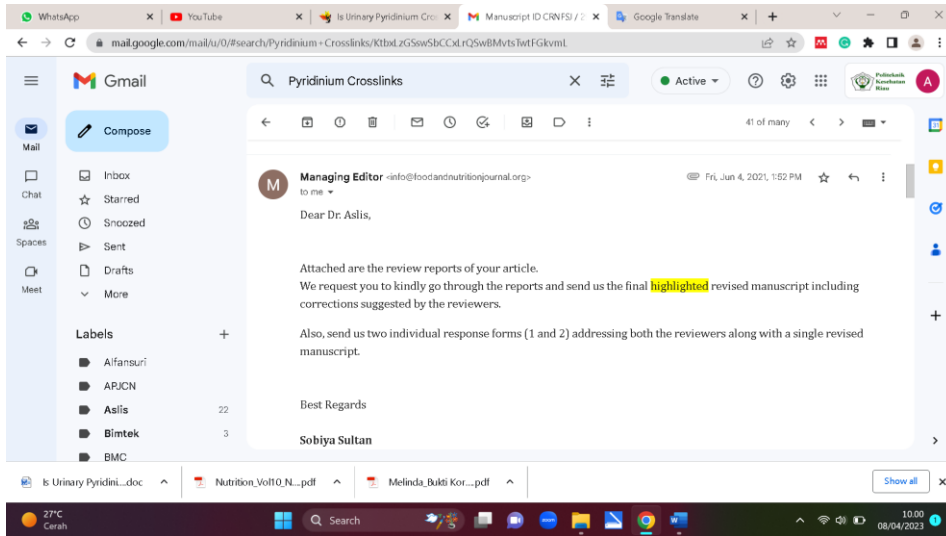 WhatsApp
YouTube
Is Urinary Pyridinium Cros
Manuscript ID CRNFSJ / 2
Google Translate
mail.google.com/mail/u/0/#search/Pyridinium+Crosslinks/
Gmail
Pyridinium Crosslinks
Active
Politeknik
Kesehatan
Riau
A
Mail
Chat
Spaces
Meet
Compose
Inbox
Starred
Snoozed
Sent
Drafts
More
Labels
Alfansuri
APJCN
Aslis 22
Bimtek 3
BMC
41 of many
31
M
Managing Editor <info@foodandnutritionjournal.org>
Fri, Jun 4, 2021, 1:52 PM
to me
Dear Dr. Aslis,
Attached are the review reports of your article.
We request you to kindly go through the reports and send us the final highlighted revised manuscript including
corrections suggested by the reviewers.
Also, send us two individual response forms (1 and 2) addressing both the reviewers along with a single revised
manuscript.
Best Regards
Sobiya Sultan
Is Urinary Pyridini....doc
Nutrition_Vol10_N....pdf
Melinda_Bukti Kor....pdf
Show all
27°C
Cerah
Search
10.00
08/04/2023
1